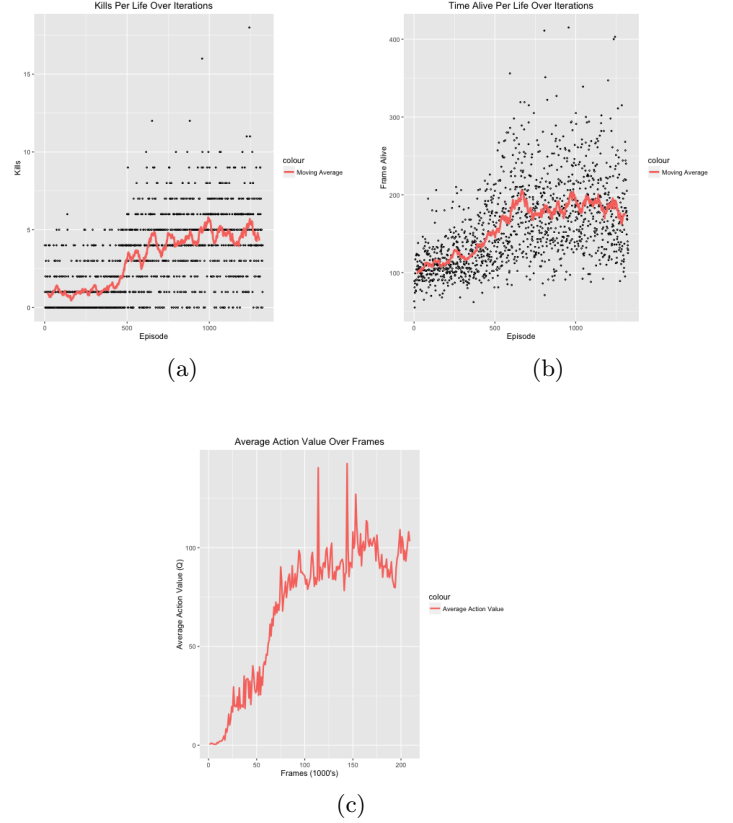 Kills Per Life Over Iterations
15
10
5
0
Kills
0 500 1000
Episode
colour
Moving Average
(a)
Time Alive Per Life Over Iterations
400
300
200
100
Frame Alive
0 500 1000
Episode
colour
Moving Average
(b)
Average Action Value Over Frames
100
50
0
Average Action Value (Q)
0 50 100 150 200
Frames (1000's)
colour
Average Action Value
(c)